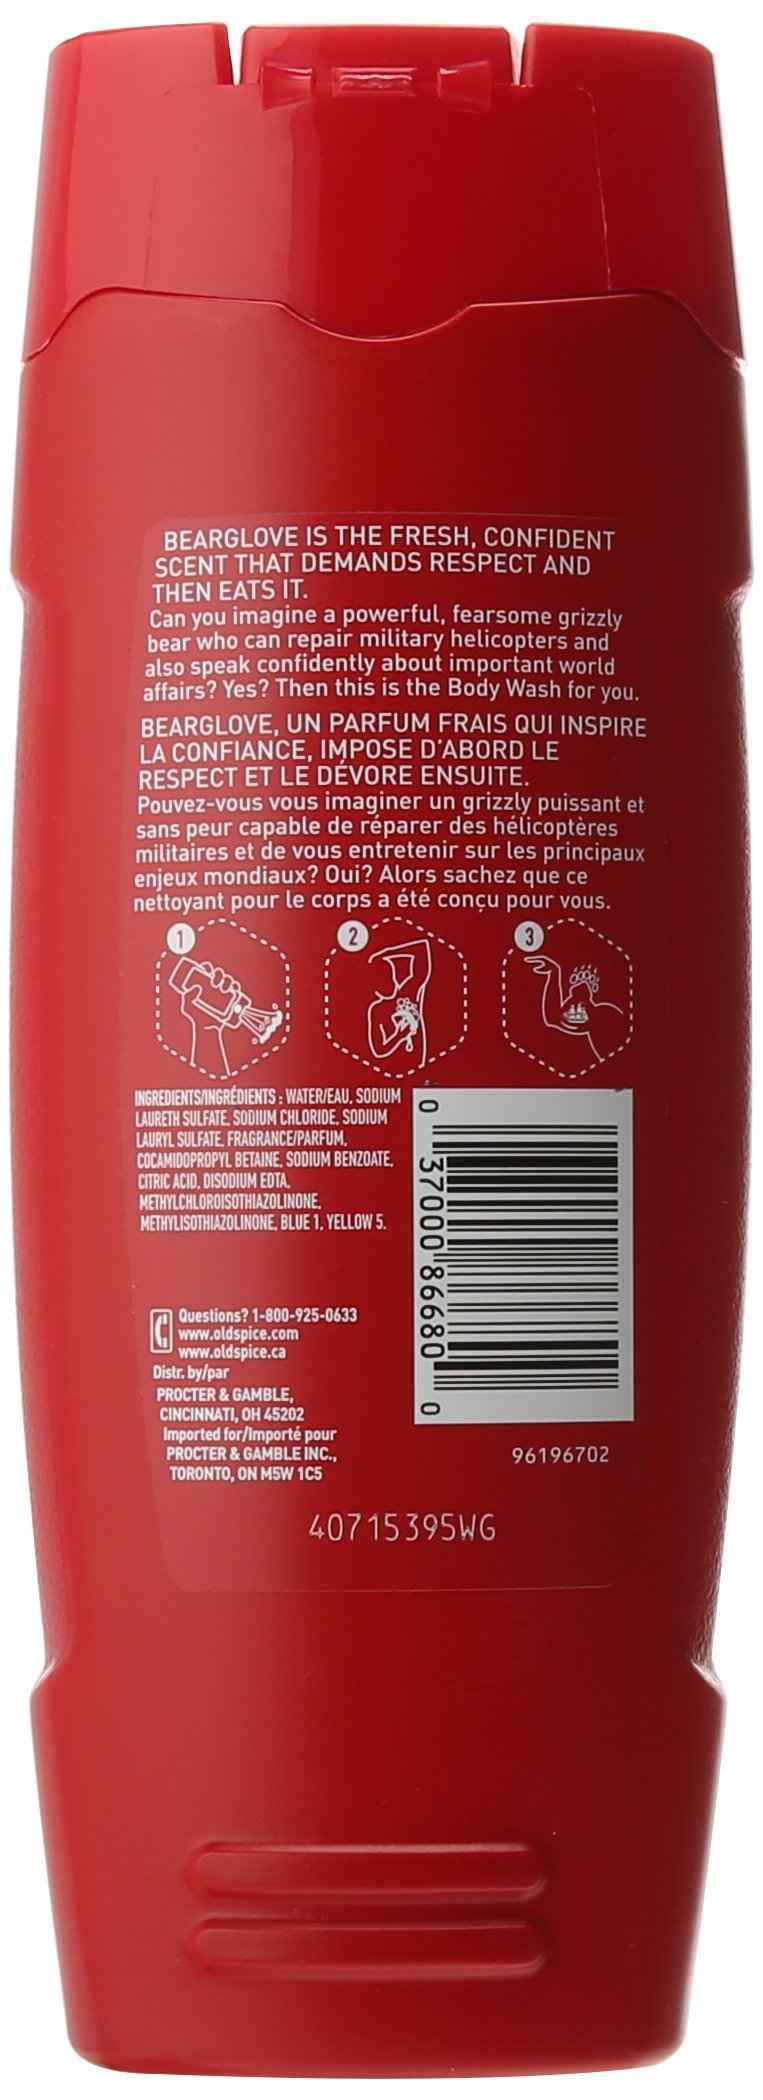 BEARGLOVE IS THE FRESH, CONFIDENT
SCENT THAT DEMANDS RESPECT AND
THEN EATS IT.
Can you imagine a powerful, fearsome grizzly
bear who can repair military helicopters and
also speak confidently about important world
affairs? Yes? Then this is the Body Wash for you.
BEARGLOVE, UN PARFUM FRAIS QUI INSPIRE
LA CONFIANCE, IMPOSE D'ABORD LE
RESPECT ET LE DÉVORE ENSUITE.
Pouvez-vous vous imaginer un grizzly puissant et
sans peur capable de réparer des hélicoptères
militaires et de vous entretenir sur les principaux
enjeux mondiaux? Oui? Alors sachez que ce
nettoyant pour le corps a été conçu pour vous.
1
2
3
INGREDIENTS/INGRÉDIENTS : WATER/EAU, SODIUM
LAURETH SULFATE, SODIUM CHLORIDE, SODIUM
LAURYL SULFATE, FRAGRANCE/PARFUM,
COCAMIDOPROPYL BETAINE, SODIUM BENZOATE,
CITRIC ACID, DISODIUM EDTA,
METHYLCHLOROISOTHIAZOLINONE,
METHYLISOTHIAZOLINONE, BLUE 1, YELLOW 5.
0 37000 86680 0
Questions? 1-800-925-0633
www.oldspice.com
www.oldspice.ca
Distr. by/par
PROCTER & GAMBLE,
CINCINNATI, OH 45202
Imported for/Importé pour
PROCTER & GAMBLE INC.,
TORONTO, ON M5W 1C5
96196702
40715395WG